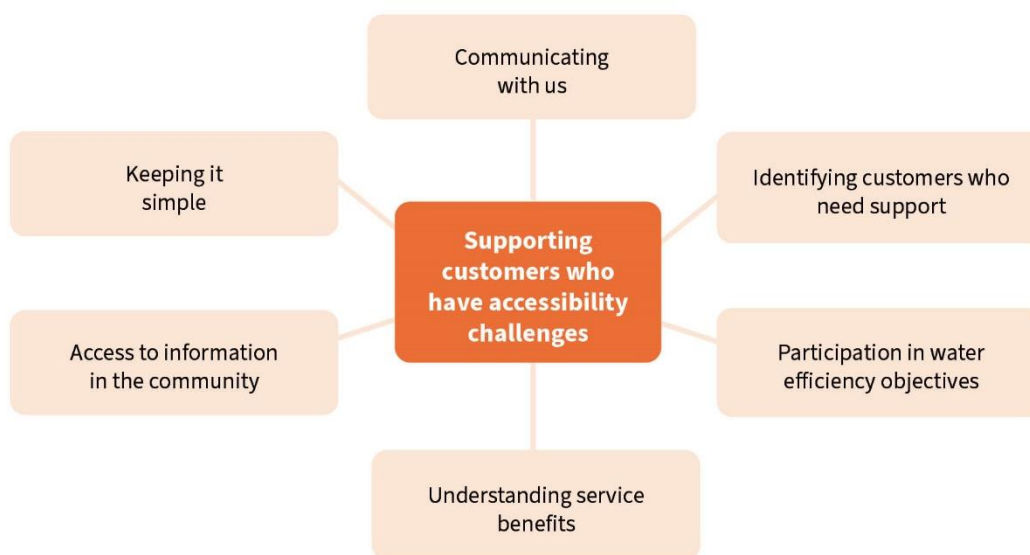 Communicating
with us
Keeping it
simple
Identifying customers who
need support
Supporting
customers who
have accessibility
challenges
Access to information
in the community
Participation in water
efficiency objectives
Understanding service
benefits